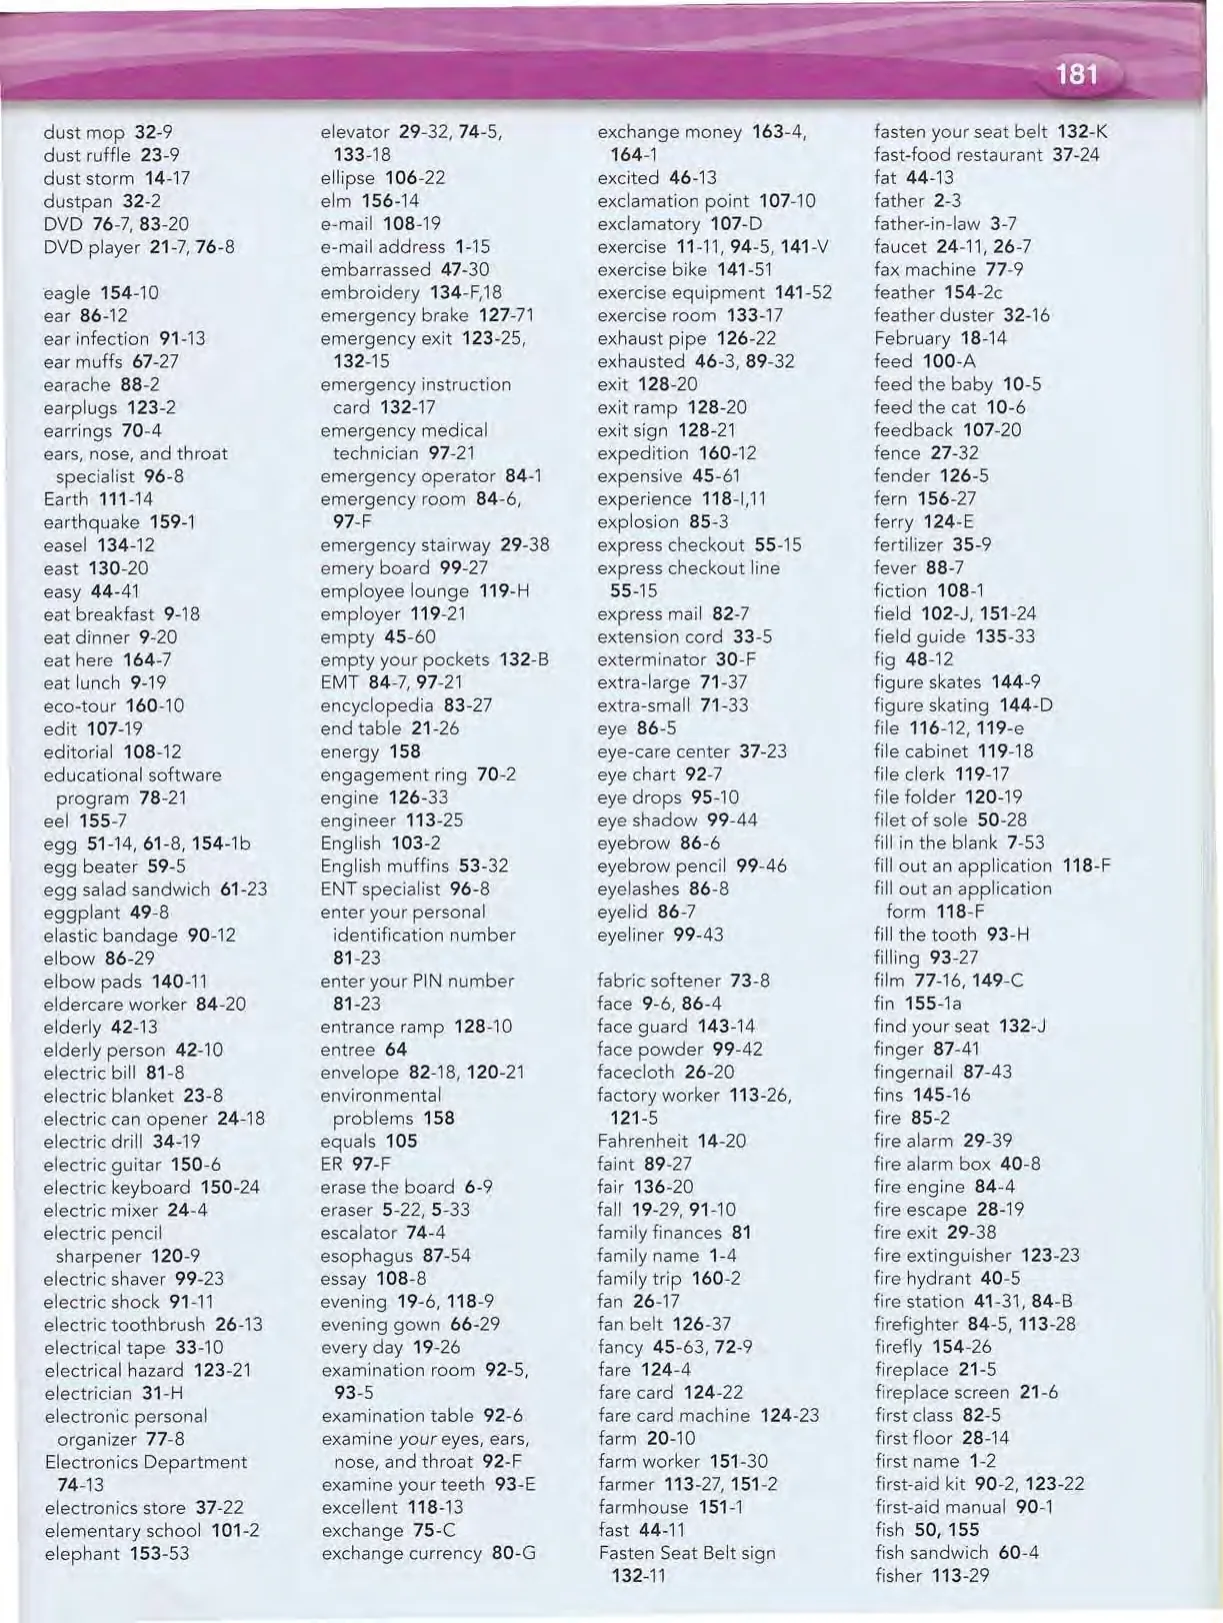 181
dust mop 32-9
dust ruffle 23-9
dust storm 14-17
dustpan 32-2
DVD 76-7, 83-20
DVD player 21-7, 76-8
eagle 154-10
ear 86-12
ear infection 91-13
ear muffs 67-27
earache 88-2
earplugs 123-2
earrings 70-4
ears, nose, and throat
specialist 96-8
Earth 111-14
earthquake 159-1
easel 134-12
east 130-20
easy 44-41
eat breakfast 9-18
eat dinner 9-20
eat here 164-7
eat lunch 9-19
eco-tour 160-10
edit 107-19
editorial 108-12
educational software
program 78-21
eel 155-7
egg 51-14, 61-8, 154-1b
egg beater 59-5
egg salad sandwich 61-23
eggplant 49-8
elastic bandage 90-12
elbow 86-29
elbow pads 140-11
eldercare worker 84-20
elderly 42-13
elderly person 42-10
electric bill 81-8
electric blanket 23-8
electric can opener 24-18
electric drill 34-19
electric guitar 150-6
electric keyboard 150-24
electric mixer 24-4
electric pencil
sharpener 120-9
electric shaver 99-23
electric shock 91-11
electric toothbrush 26-13
electrical tape 33-10
electrical hazard 123-21
electrician 31-H
electronic personal
organizer 77-8
Electronics Department
74-13
electronics store 37-22
elementary school 101-2
elephant 153-53
elevator 29-32, 74-5,
133-18
ellipse 106-22
elm 156-14
e-mail 108-19
e-mail address 1-15
embarrassed 47-30
embroidery 134-F,18
emergency brake 127-71
emergency exit 123-25,
132-15
emergency instruction
card 132-17
emergency medical
technician 97-21
emergency operator 84-1
emergency room 84-6,
97-F
emergency stairway 29-38
emery board 99-27
employee lounge 119-H
employer 119-21
empty 45-60
empty your pockets 132-B
EMT 84-7, 97-21
encyclopedia 83-27
end table 21-26
energy 158
engagement ring 70-2
engine 126-33
engineer 113-25
English 103-2
English muffins 53-32
ENT specialist 96-8
enter your personal
identification number
81-23
enter your PIN number
81-23
entrance ramp 128-10
entree 64
envelope 82-18, 120-21
environmental
problems 158
equals 105
ER 97-F
erase the board 6-9
eraser 5-22, 5-33
escalator 74-4
esophagus 87-54
essay 108-8
evening 19-6, 118-9
evening gown 66-29
every day 19-26
examination room 92-5,
93-5
examination table 92-6
examine your eyes, ears,
nose, and throat 92-F
examine your teeth 93-E
excellent 118-13
exchange 75-C
exchange currency 80-G
exchange money 163-4,
164-1
excited 46-13
exclamation point 107-10
exclamatory 107-D
exercise 11-11, 94-5, 141-V
exercise bike 141-51
exercise equipment 141-52
exercise room 133-17
exhaust pipe 126-22
exhausted 46-3, 89-32
exit 128-20
exit ramp 128-20
exit sign 128-21
expedition 160-12
expensive 45-61
experience 118-I,11
explosion 85-3
express checkout 55-15
express checkout line
55-15
express mail 82-7
extension cord 33-5
exterminator 30-F
extra-large 71-37
extra-small 71-33
eye 86-5
eye-care center 37-23
eye chart 92-7
eye drops 95-10
eye shadow 99-44
eyebrow 86-6
eyebrow pencil 99-46
eyelashes 86-8
eyelid 86-7
eyeliner 99-43
fabric softener 73-8
face 9-6, 86-4
face guard 143-14
face powder 99-42
facecloth 26-20
factory worker 113-26,
121-5
Fahrenheit 14-20
faint 89-27
fair 136-20
fall 19-29, 91-10
family finances 81
family name 1-4
family trip 160-2
fan 26-17
fan belt 126-37
fancy 45-63, 72-9
fare 124-4
fare card 124-22
fare card machine 124-23
farm 20-10
farm worker 151-30
farmer 113-27, 151-2
farmhouse 151-1
fast 44-11
Fasten Seat Belt sign
132-11
fasten your seat belt 132-K
fast-food restaurant 37-24
fat 44-13
father 2-3
father-in-law 3-7
faucet 24-11, 26-7
fax machine 77-9
feather 154-2c
feather duster 32-16
February 18-14
feed 100-A
feed the baby 10-5
feed the cat 10-6
feedback 107-20
fence 27-32
fender 126-5
fern 156-27
ferry 124-E
fertilizer 35-9
fever 88-7
fiction 108-1
field 102-J, 151-24
field guide 135-33
fig 48-12
figure skates 144-9
figure skating 144-D
file 116-12, 119-e
file cabinet 119-18
file clerk 119-17
file folder 120-19
filet of sole 50-28
fill in the blank 7-53
fill out an application 118-F
fill out an application
form 118-F
fill the tooth 93-H
filling 93-27
film 77-16, 149-C
fin 155-1a
find your seat 132-J
finger 87-41
fingernail 87-43
fins 145-16
fire 85-2
fire alarm 29-39
fire alarm box 40-8
fire engine 84-4
fire escape 28-19
fire exit 29-38
fire extinguisher 123-23
fire hydrant 40-5
fire station 41-31, 84-B
firefighter 84-5, 113-28
firefly 154-26
fireplace 21-5
fireplace screen 21-6
first class 82-5
first floor 28-14
first name 1-2
first-aid kit 90-2, 123-22
first-aid manual 90-1
fish 50, 155
fish sandwich 60-4
fisher 113-29